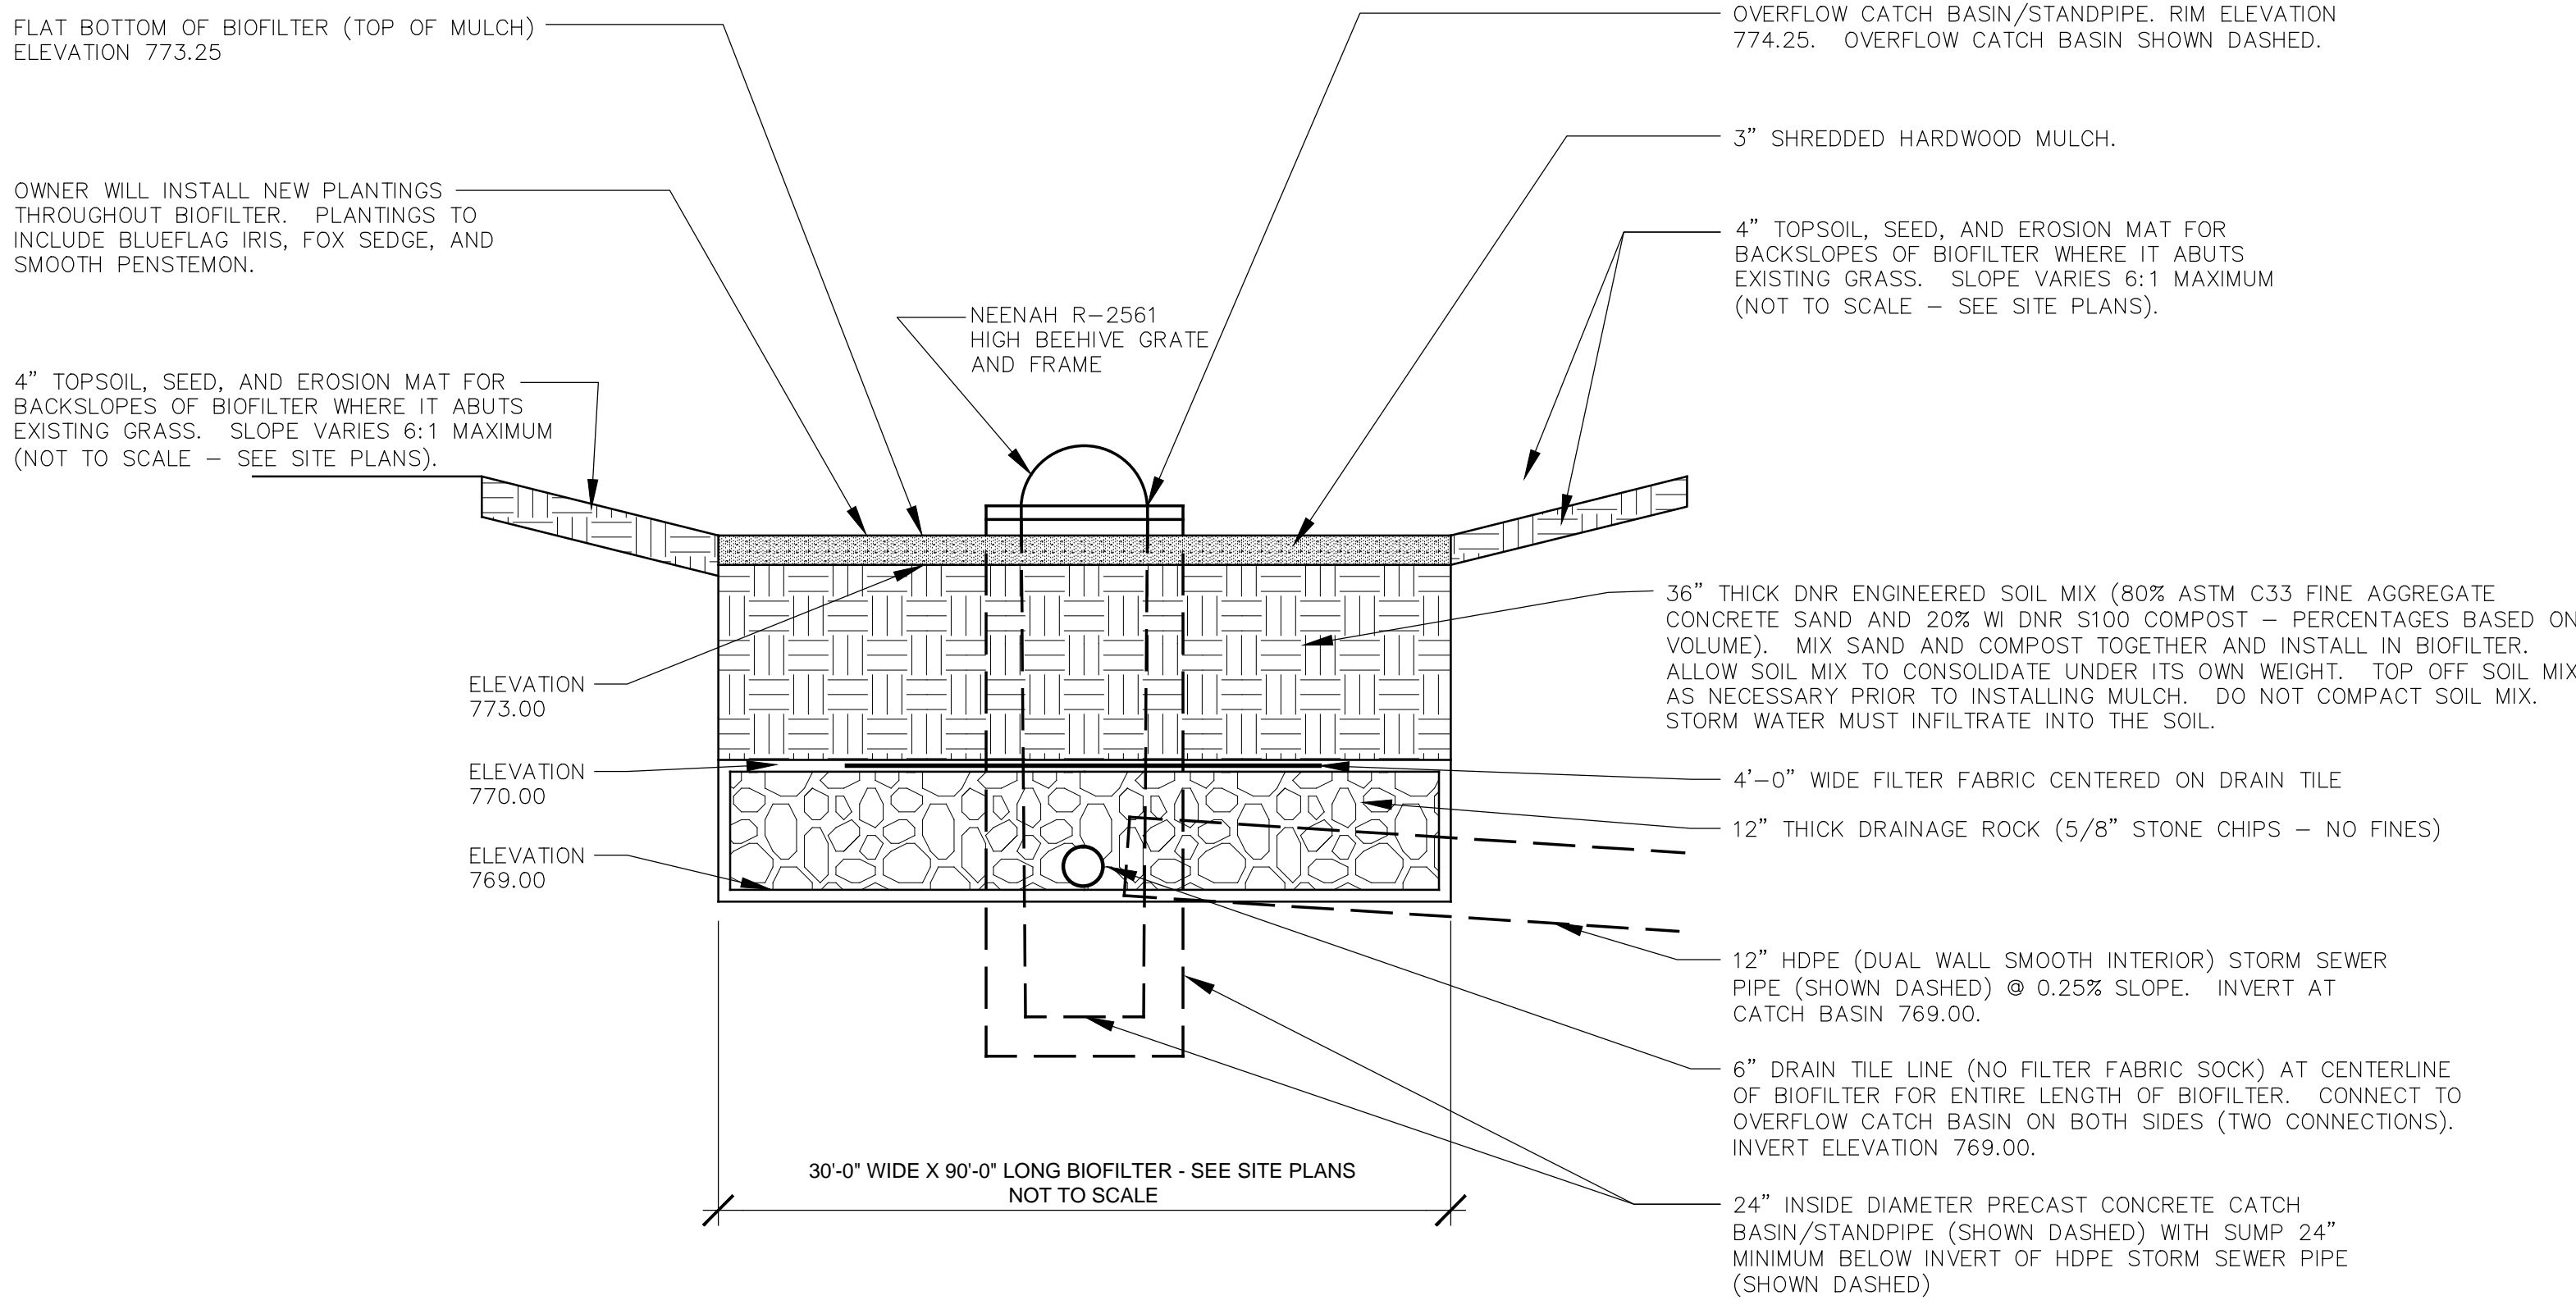 FLAT BOTTOM OF BIOFILTER (TOP OF MULCH)
ELEVATION 773.25
OWNER WILL INSTALL NEW PLANTINGS
THROUGHOUT BIOFILTER. PLANTINGS TO
INCLUDE BLUEFLAG IRIS, FOX SEDGE, AND
SMOOTH PENSTEMON.
4" TOPSOIL, SEED, AND EROSION MAT FOR
BACKSLOPES OF BIOFILTER WHERE IT ABUTS
EXISTING GRASS. SLOPE VARIES 6:1 MAXIMUM
(NOT TO SCALE – SEE SITE PLANS).
NEENAH R–2561
HIGH BEEHIVE GRATE
AND FRAME
ELEVATION
773.00
ELEVATION
770.00
ELEVATION
769.00
30'-0" WIDE X 90'-0" LONG BIOFILTER - SEE SITE PLANS
NOT TO SCALE
OVERFLOW CATCH BASIN/STANDPIPE. RIM ELEVATION
774.25. OVERFLOW CATCH BASIN SHOWN DASHED.
3" SHREDDED HARDWOOD MULCH.
4" TOPSOIL, SEED, AND EROSION MAT FOR
BACKSLOPES OF BIOFILTER WHERE IT ABUTS
EXISTING GRASS. SLOPE VARIES 6:1 MAXIMUM
(NOT TO SCALE – SEE SITE PLANS).
36" THICK DNR ENGINEERED SOIL MIX (80% ASTM C33 FINE AGGREGATE
CONCRETE SAND AND 20% WI DNR S100 COMPOST – PERCENTAGES BASED ON
VOLUME). MIX SAND AND COMPOST TOGETHER AND INSTALL IN BIOFILTER.
ALLOW SOIL MIX TO CONSOLIDATE UNDER ITS OWN WEIGHT. TOP OFF SOIL MIX
AS NECESSARY PRIOR TO INSTALLING MULCH. DO NOT COMPACT SOIL MIX.
STORM WATER MUST INFILTRATE INTO THE SOIL.
4'–0" WIDE FILTER FABRIC CENTERED ON DRAIN TILE
12" THICK DRAINAGE ROCK (5/8" STONE CHIPS – NO FINES)
12" HDPE (DUAL WALL SMOOTH INTERIOR) STORM SEWER
PIPE (SHOWN DASHED) @ 0.25% SLOPE. INVERT AT
CATCH BASIN 769.00.
6" DRAIN TILE LINE (NO FILTER FABRIC SOCK) AT CENTERLINE
OF BIOFILTER FOR ENTIRE LENGTH OF BIOFILTER. CONNECT TO
OVERFLOW CATCH BASIN ON BOTH SIDES (TWO CONNECTIONS).
INVERT ELEVATION 769.00.
24" INSIDE DIAMETER PRECAST CONCRETE CATCH
BASIN/STANDPIPE (SHOWN DASHED) WITH SUMP 24"
MINIMUM BELOW INVERT OF HDPE STORM SEWER PIPE
(SHOWN DASHED)